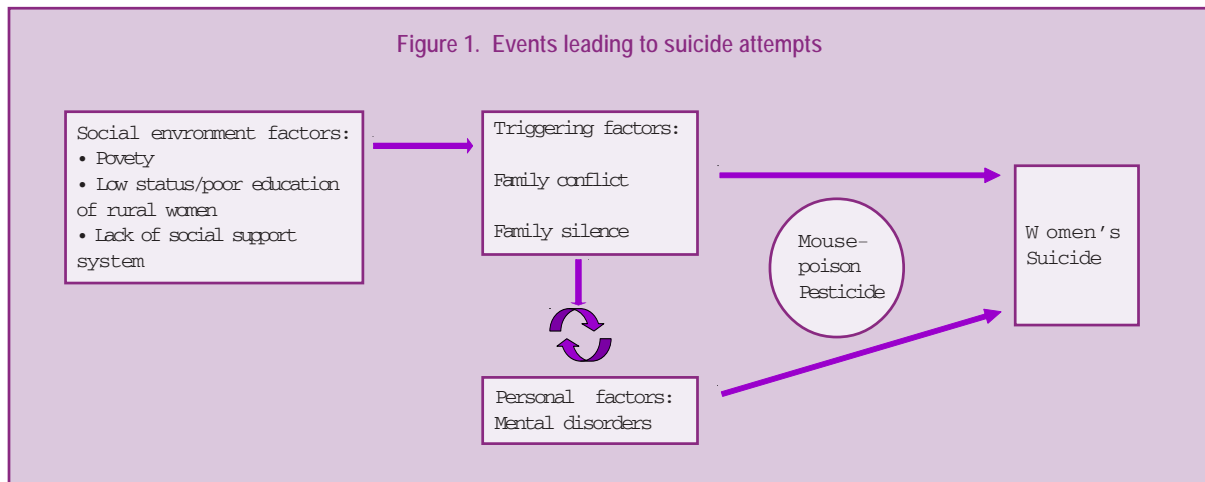 Figure 1. Events leading to suicide attempts
Social envronment factors:
• Povety
• Low status/poor education
of rural women
• Lack of social support
system
Triggering factors:
Family conflict
Family silence
Mouse-
poison
Pesticide
W omen's
Suicide
Personal factors:
Mental disorders